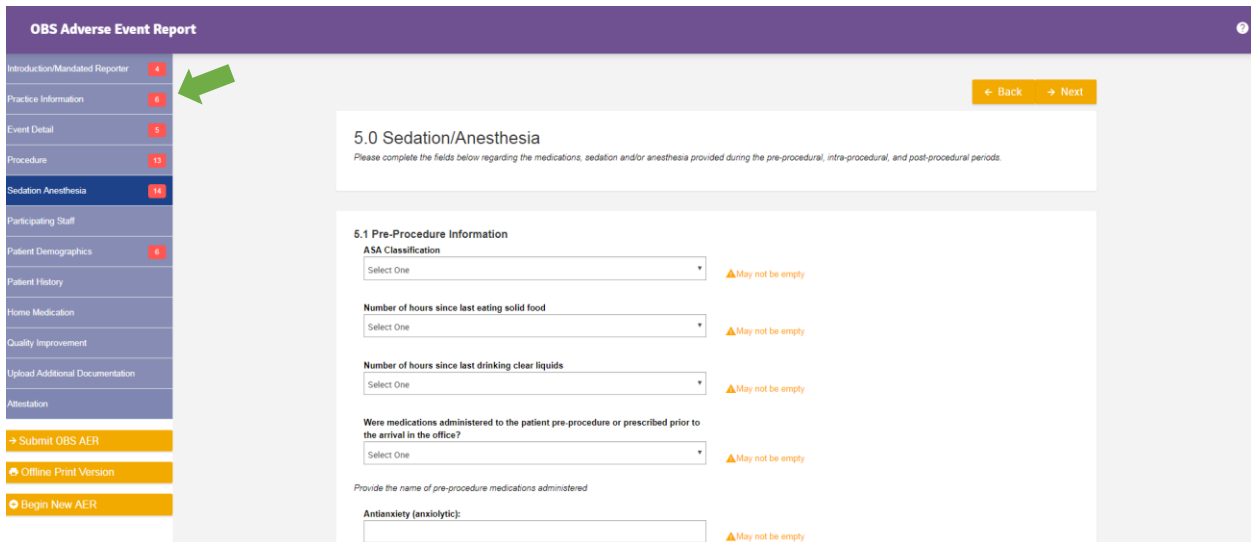 OBS Adverse Event Report
Introduction/Mandated Reporter 4
Practice Information 6
Event Detail 5
Procedure 13
Sedation Anesthesia 14
Participating Staff
Patient Demographics 6
Patient History
Home Medication
Quality Improvement
Upload Additional Documentation
Attestation
→ Submit OBS AER
Offline Print Version
Begin New AER
← Back → Next
5.0 Sedation/Anesthesia
Please complete the fields below regarding the medications, sedation and/or anesthesia provided during the pre-procedural, intra-procedural, and post-procedural periods.
5.1 Pre-Procedure Information
ASA Classification
Select One
May not be empty
Number of hours since last eating solid food
Select One
May not be empty
Number of hours since last drinking clear liquids
Select One
May not be empty
Were medications administered to the patient pre-procedure or prescribed prior to
the arrival in the office?
Select One
May not be empty
Provide the name of pre-procedure medications administered
Antianxiety (anxiolytic):
May not be empty